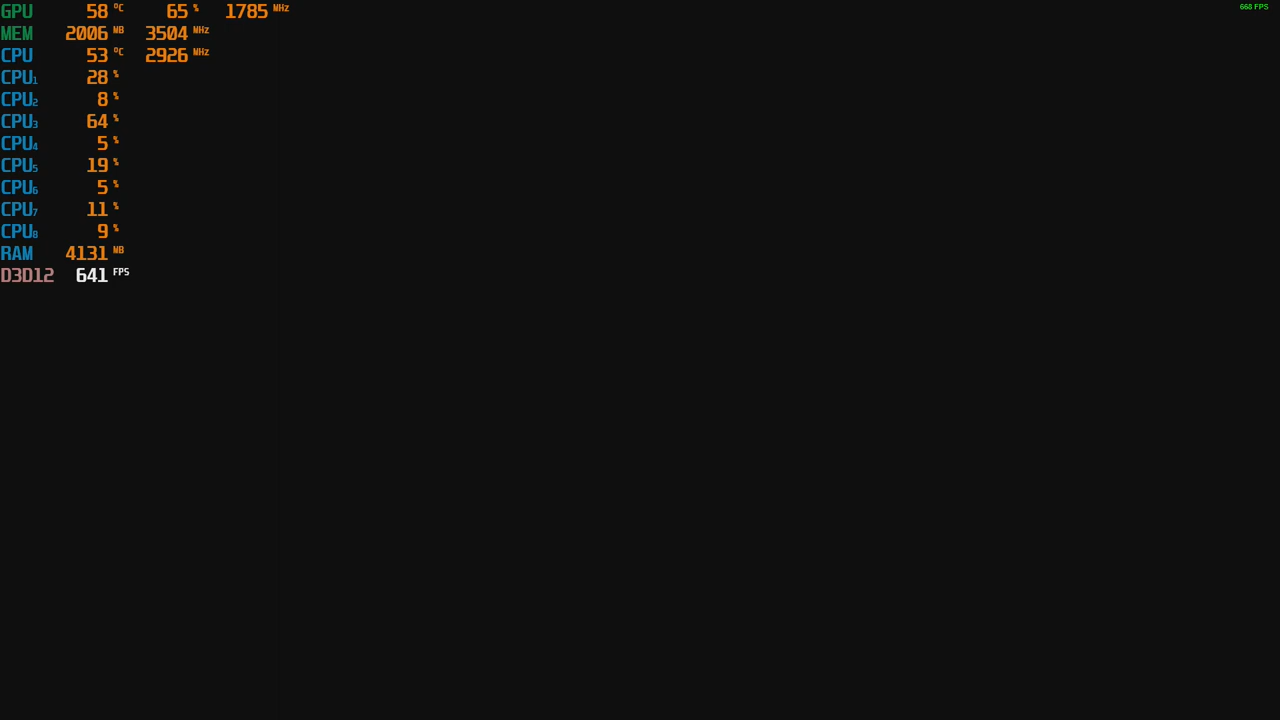 GPU 58 °C 65 % 1785 MHz
668 FPS
MEM 2006 MB 3504 MHz
CPU 53 °C 2926 MHz
CPU1 28 %
CPU2 8 %
CPU3 64 %
CPU4 5 %
CPU5 19 %
CPU6 5 %
CPU7 11 %
CPU8 9 %
RAM 4131 MB
D3D12 641 FPS